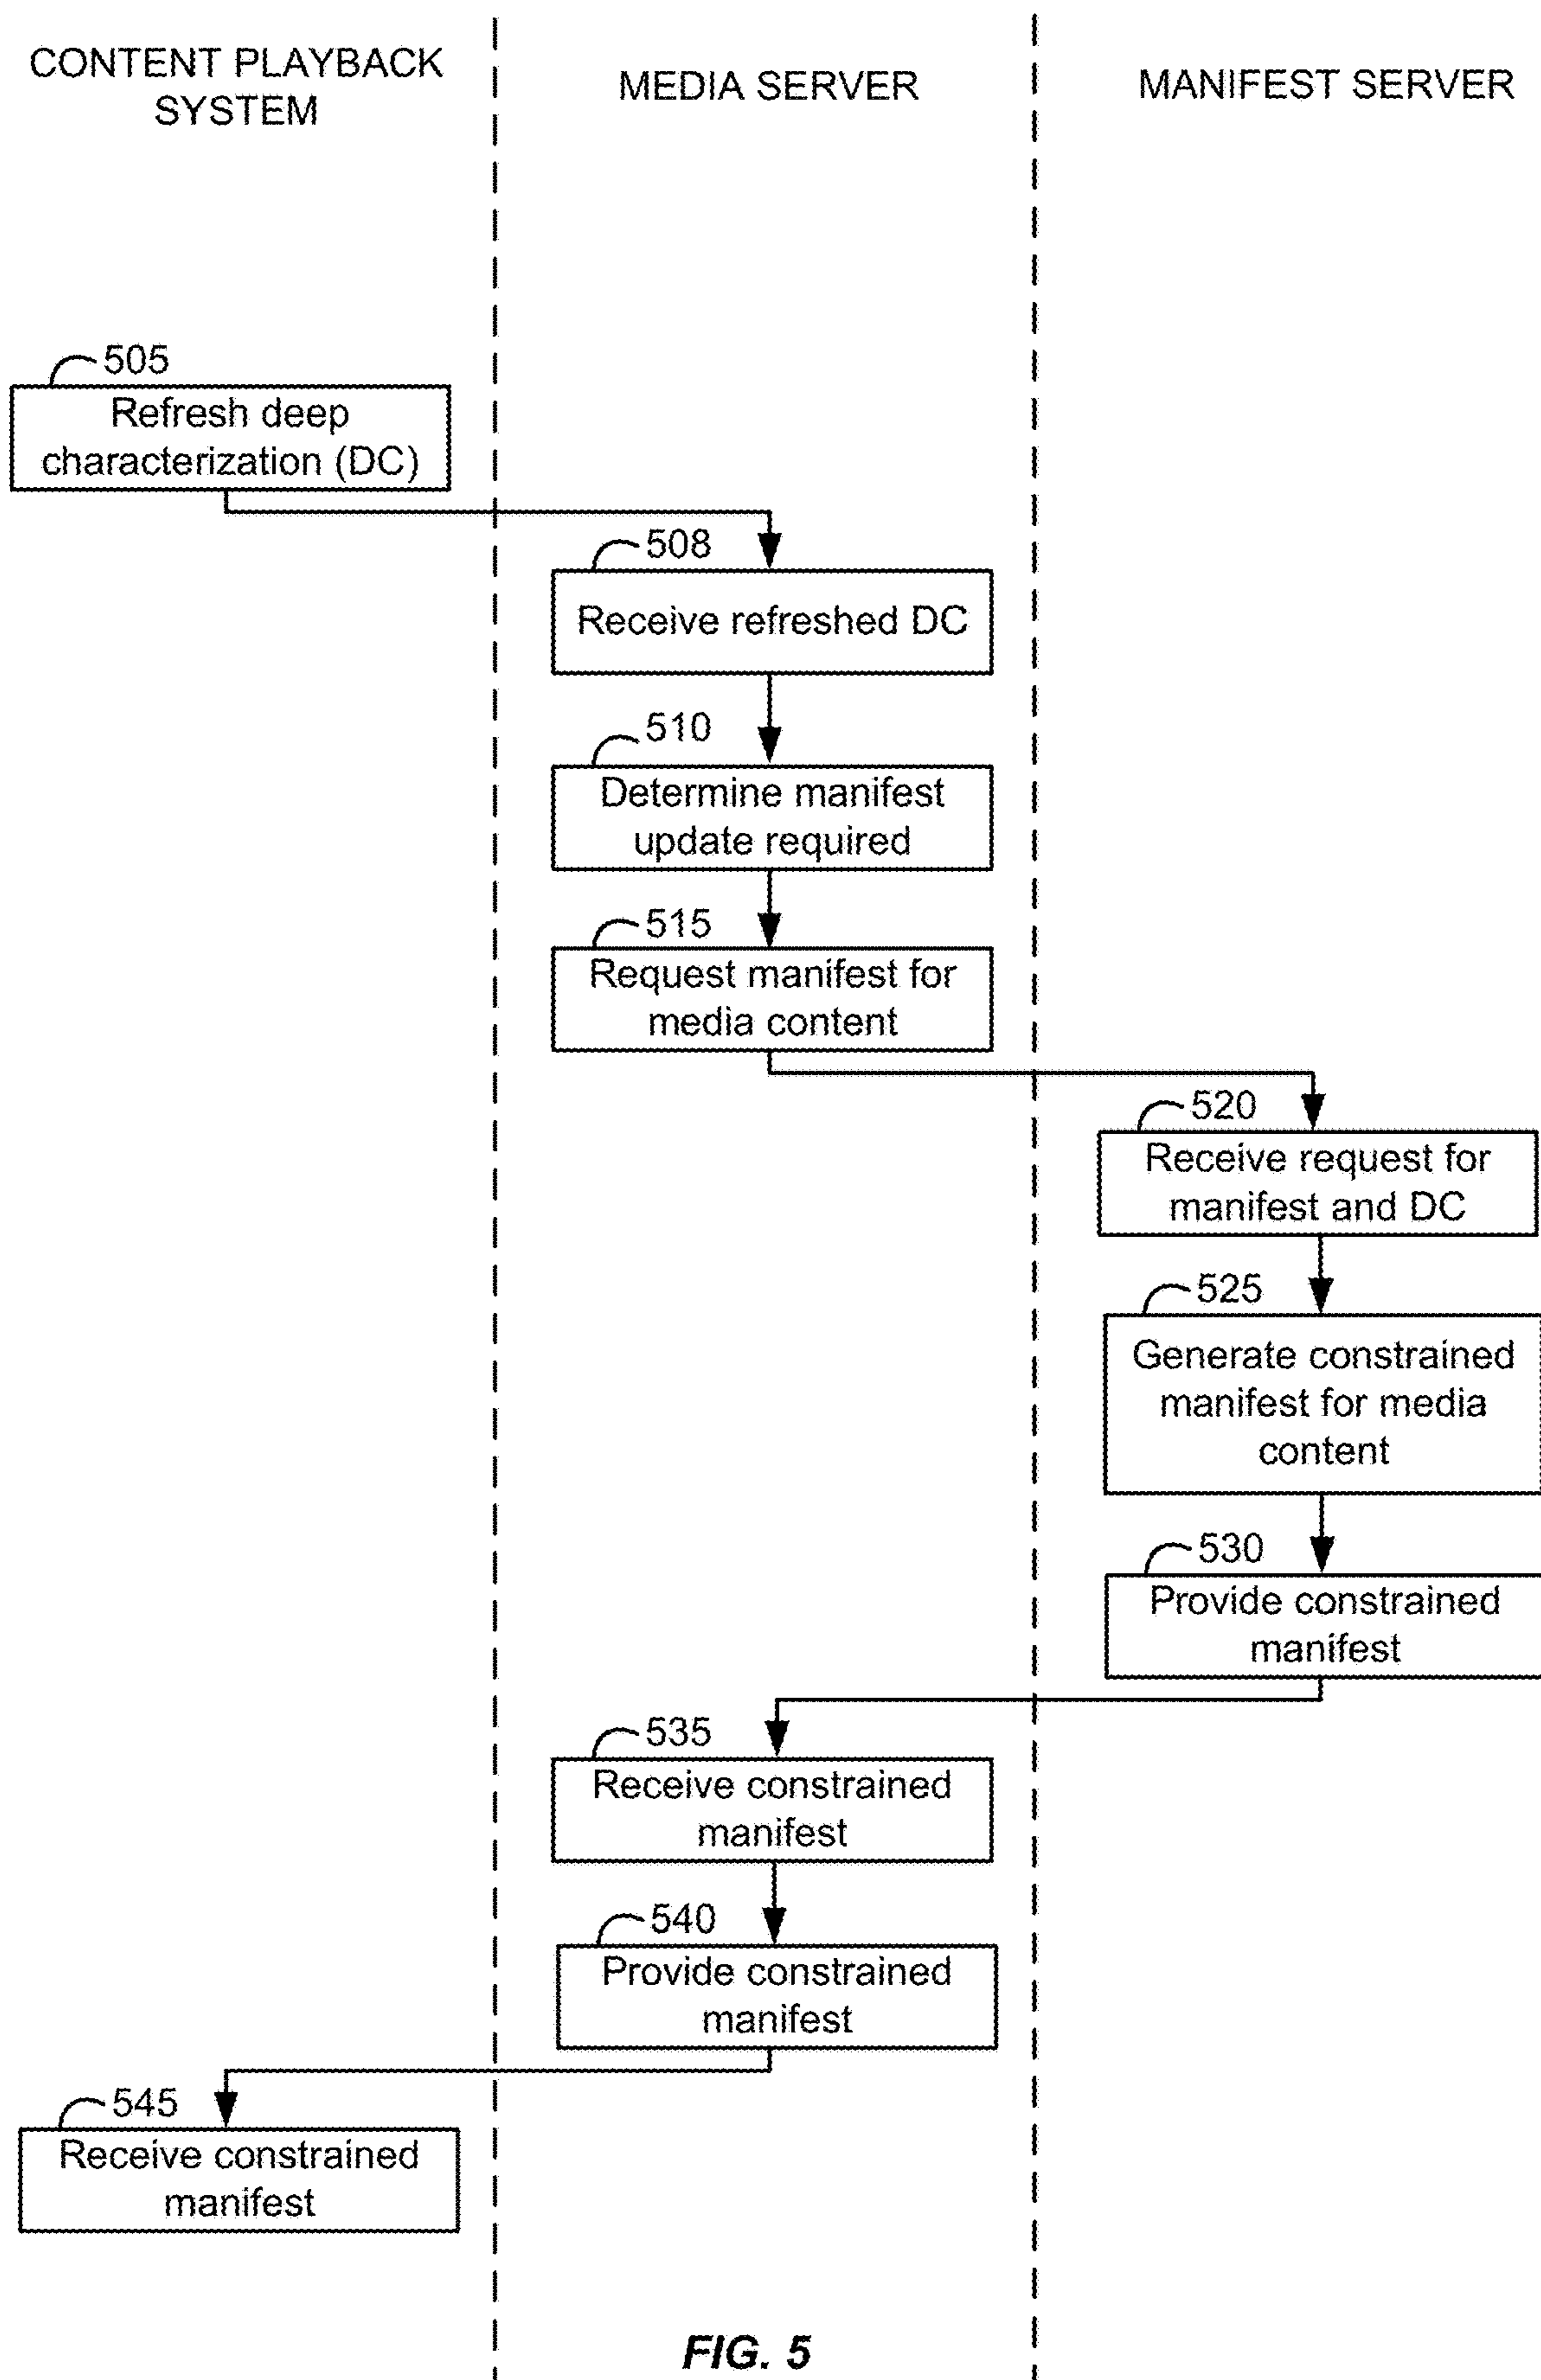 CONTENT PLAYBACK
SYSTEM
MEDIA SERVER
MANIFEST SERVER
505
Refresh deep
characterization (DC)
508
Receive refreshed DC
510
Determine manifest
update required
515
Request manifest for
media content
520
Receive request for
manifest and DC
525
Generate constrained
manifest for media
content
530
Provide constrained
manifest
535
Receive constrained
manifest
540
Provide constrained
manifest
545
Receive constrained
manifest
FIG. 5